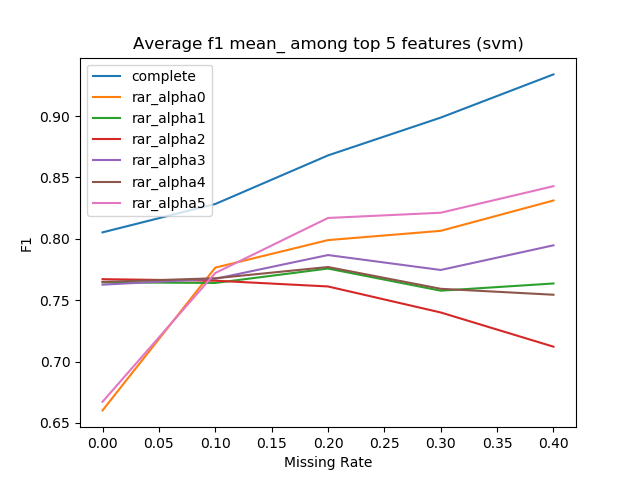 Average f1 mean_ among top 5 features (svm)
complete
rar_alpha0
rar_alpha1
rar_alpha2
rar_alpha3
rar_alpha4
rar_alpha5
F1
0.90
0.85
0.80
0.75
0.70
0.65
0.00 0.05 0.10 0.15 0.20 0.25 0.30 0.35 0.40
Missing Rate